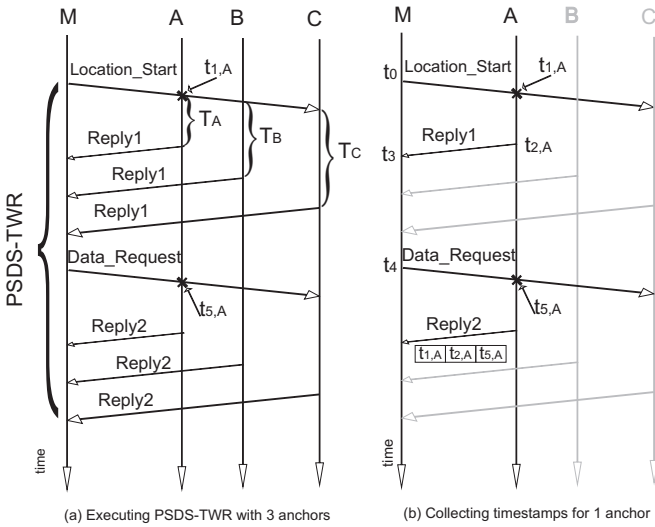 M A B C
Location_Start
t1,A
TA
TB
TC
Reply1
Reply1
Reply1
PSDS-TWR
Data_Request
t5,A
Reply2
Reply2
Reply2
time
(a) Executing PSDS-TWR with 3 anchors
M A B C
t0
Location_Start
t1,A
Reply1
t2,A
t3
Data_Request
t4
t5,A
Reply2
t1,A t2,A t5,A
time
(b) Collecting timestamps for 1 anchor